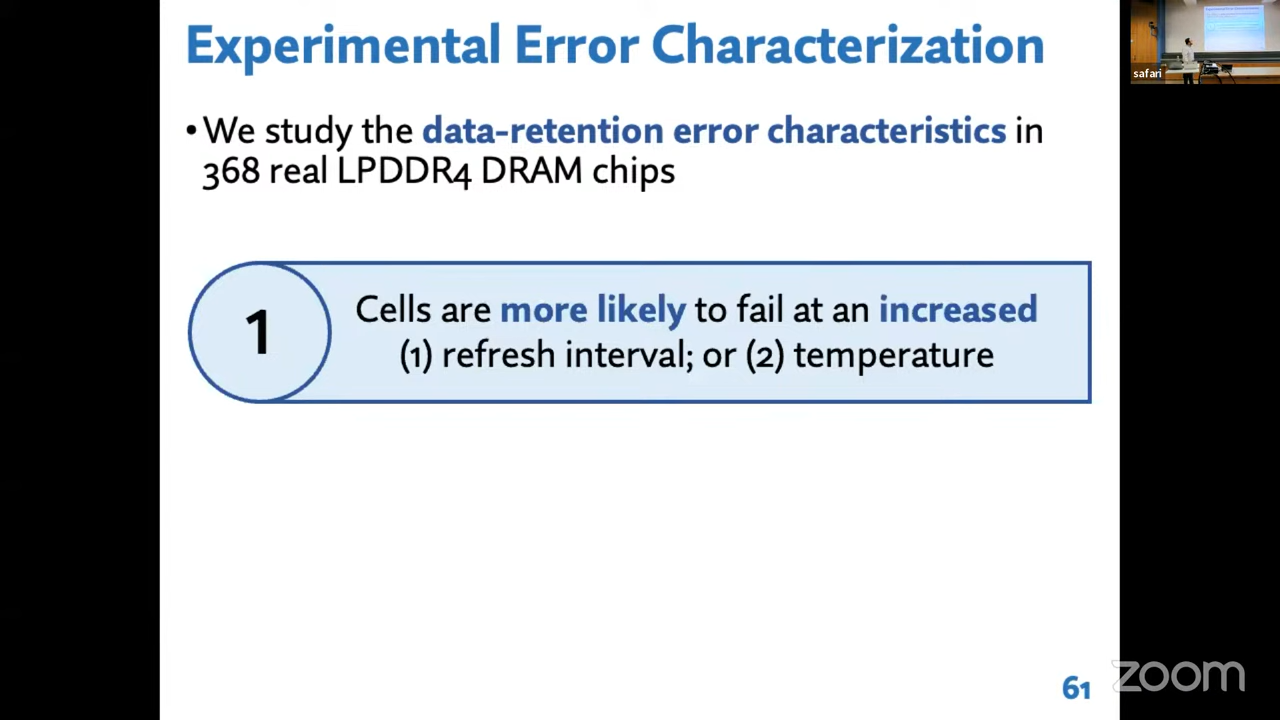 Experimental Error Characterization
• We study the data-retention error characteristics in
368 real LPDDR4 DRAM chips
1
Cells are more likely to fail at an increased
(1) refresh interval; or (2) temperature
61
zoom
safari